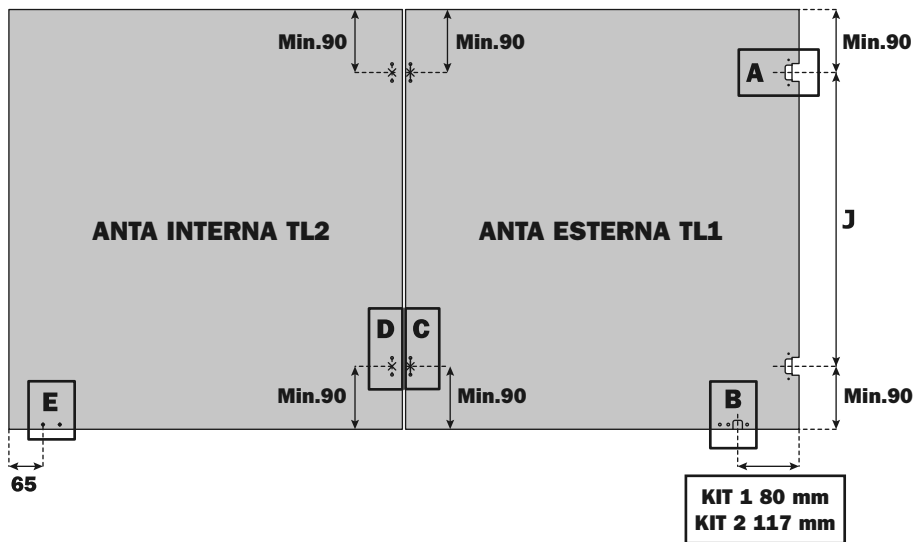 Min.90
Min.90
Min.90
A
ANTA INTERNA TL2
ANTA ESTERNA TL1
J
D
C
E
B
Min.90
Min.90
Min.90
65
KIT 1 80 mm
KIT 2 117 mm